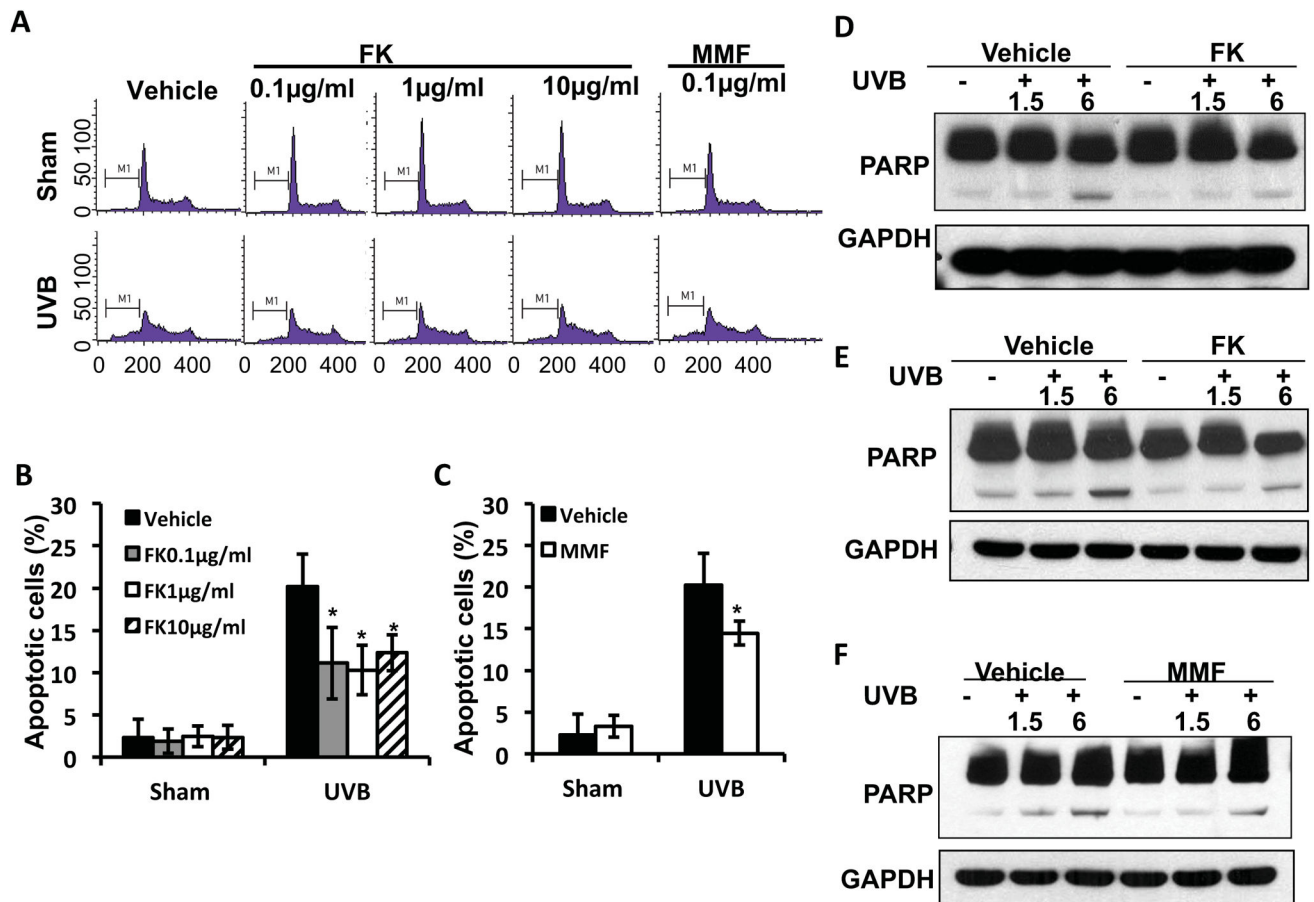 A
FK
MMF
Vehicle
0.1µg/ml
1µg/ml
10µg/ml
0.1µg/ml
Sham
0 50 100
M1
M1
M1
M1
M1
UVB
0 50 100
M1
M1
M1
M1
M1
0 200 400
0 200 400
0 200 400
0 200 400
0 200 400
B
Apoptotic cells (%)
30
25
20
15
10
5
0
Vehicle
FK0.1µg/ml
FK1µg/ml
FK10µg/ml
* * *
Sham UVB
C
Apoptotic cells (%)
30
25
20
15
10
5
0
Vehicle
MMF
*
Sham UVB
D
Vehicle FK
UVB - + + - + +
1.5 6 1.5 6
PARP
GAPDH
E
Vehicle FK
UVB - + + - + +
1.5 6 1.5 6
PARP
GAPDH
F
Vehicle MMF
UVB - + + - + +
1.5 6 1.5 6
PARP
GAPDH